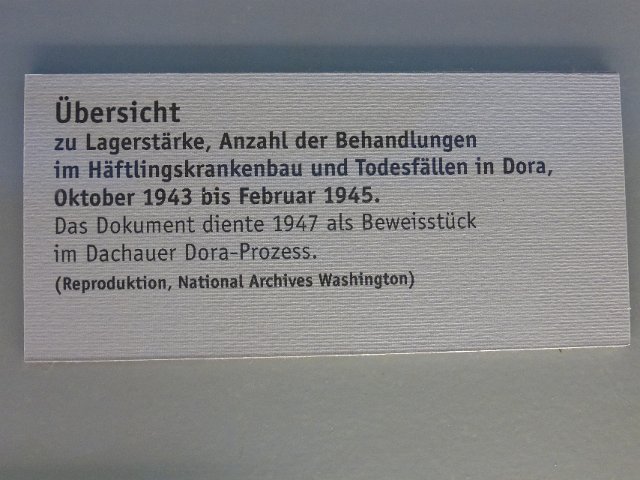 Übersicht
zu Lagerstärke, Anzahl der Behandlungen
im Häftlingskrankenbau und Todesfällen in Dora,
Oktober 1943 bis Februar 1945.
Das Dokument diente 1947 als Beweisstück
im Dachauer Dora-Prozess.
(Reproduktion, National Archives Washington)